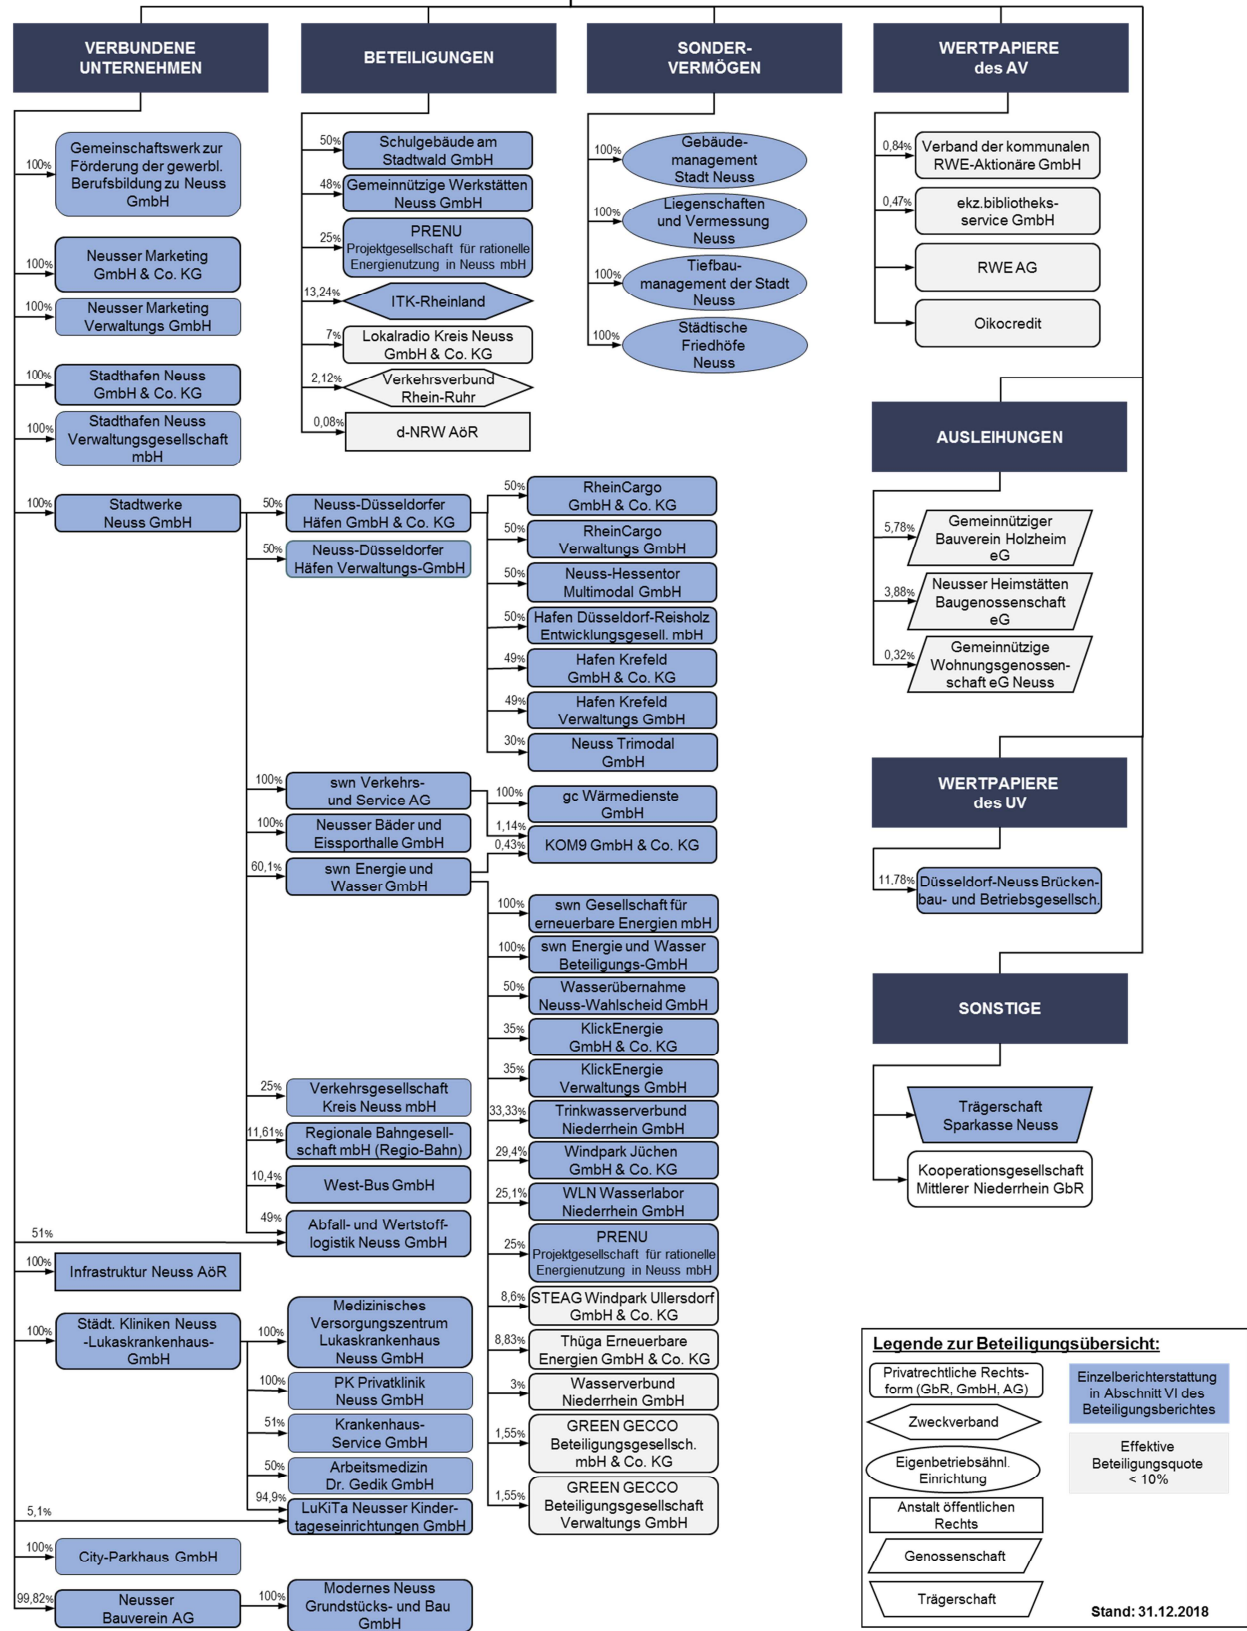 VERBUNDENE
UNTERNEHMEN
100%
Gemeinschaftswerk zur
Förderung der gewerbl.
Berufsbildung zu Neuss
GmbH
100%
Neusser Marketing
GmbH & Co. KG
100%
Neusser Marketing
Verwaltungs GmbH
100%
Stadthafen Neuss
GmbH & Co. KG
100%
Stadthafen Neuss
Verwaltungsgesellschaft
mbH
100%
Stadtwerke
Neuss GmbH
50%
Neuss-Düsseldorfer
Häfen GmbH & Co. KG
50%
Neuss-Düsseldorfer
Häfen Verwaltungs-GmbH
50%
RheinCargo
GmbH & Co. KG
50%
RheinCargo
Verwaltungs GmbH
50%
Neuss-Hessentor
Multimodal GmbH
50%
Hafen Düsseldorf-Reisholz
Entwicklungsgesell. mbH
49%
Hafen Krefeld
GmbH & Co. KG
49%
Hafen Krefeld
Verwaltungs GmbH
30%
Neuss Trimodal
GmbH
100%
swn Verkehrs-
und Service AG
100%
Neusser Bäder und
Eissporthalle GmbH
60,1%
swn Energie und
Wasser GmbH
100%
gc Wärmedienste
GmbH
1,14%
0,43%
KOM9 GmbH & Co. KG
100%
swn Gesellschaft für
erneuerbare Energien mbH
100%
swn Energie und Wasser
Beteiligungs-GmbH
50%
Wasserübernahme
Neuss-Wahlscheid GmbH
35%
KlickEnergie
GmbH & Co. KG
35%
KlickEnergie
Verwaltungs GmbH
33,33%
Trinkwasserverbund
Niederrhein GmbH
29,4%
Windpark Jüchen
GmbH & Co. KG
25,1%
WLN Wasserlabor
Niederrhein GmbH
25%
PRENU
Projektgesellschaft für rationelle
Energienutzung in Neuss mbH
8,6%
STEAG Windpark Ullersdorf
GmbH & Co. KG
8,83%
Thüga Erneuerbare
Energien GmbH & Co. KG
3%
Wasserverbund
Niederrhein GmbH
1,55%
GREEN GECCO
Beteiligungsgesellsch.
mbH & Co. KG
1,55%
GREEN GECCO
Beteiligungsgesellschaft
Verwaltungs GmbH
25%
Verkehrsgesellschaft
Kreis Neuss mbH
11,61%
Regionale Bahngesell-
schaft mbH (Regio-Bahn)
10,4%
West-Bus GmbH
49%
51%
Abfall- und Wertstoff-
logistik Neuss GmbH
100%
Infrastruktur Neuss AöR
100%
Städt. Kliniken Neuss
-Lukaskrankenhaus-
GmbH
100%
Medizinisches
Versorgungszentrum
Lukaskrankenhaus
Neuss GmbH
100%
PK Privatklinik
Neuss GmbH
51%
Krankenhaus-
Service GmbH
50%
Arbeitsmedizin
Dr. Gedik GmbH
94,9%
5,1%
LuKiTa Neusser Kinder-
tageseinrichtungen GmbH
100%
City-Parkhaus GmbH
99,82%
Neusser
Bauverein AG
100%
Modernes Neuss
Grundstücks- und Bau
GmbH
BETEILIGUNGEN
50%
Schulgebäude am
Stadtwald GmbH
48%
Gemeinnützige Werkstätten
Neuss GmbH
25%
PRENU
Projektgesellschaft für rationelle
Energienutzung in Neuss mbH
13,24%
ITK-Rheinland
7%
Lokalradio Kreis Neuss
GmbH & Co. KG
2,12%
Verkehrsverbund
Rhein-Ruhr
0,08%
d-NRW AöR
SONDER-
VERMÖGEN
100%
Gebäude-
management
Stadt Neuss
100%
Liegenschaften
und Vermessung
Neuss
100%
Tiefbau-
management der Stadt
Neuss
100%
Städtische
Friedhöfe
Neuss
WERTPAPIERE
des AV
0,84%
Verband der kommunalen
RWE-Aktionäre GmbH
0,47%
ekz.bibliotheks-
service GmbH
RWE AG
Oikocredit
AUSLEIHUNGEN
5,78%
Gemeinnütziger
Bauverein Holzheim
eG
3,88%
Neusser Heimstätten
Baugenossenschaft
eG
0,32%
Gemeinnützige
Wohnungsgenossen-
schaft eG Neuss
WERTPAPIERE
des UV
11,78%
Düsseldorf-Neuss Brücken-
bau- und Betriebsgesellsch.
SONSTIGE
Trägerschaft
Sparkasse Neuss
Kooperationsgesellschaft
Mittlerer Niederrhein GbR
Legende zur Beteiligungsübersicht:
Privatrechtliche Rechts-
form (GbR, GmbH, AG)
Zweckverband
Eigenbetriebsähnl.
Einrichtung
Anstalt öffentlichen
Rechts
Genossenschaft
Trägerschaft
Einzelberichterstattung
in Abschnitt VI des
Beteiligungsberichtes
Effektive
Beteiligungsquote
< 10%
Stand: 31.12.2018